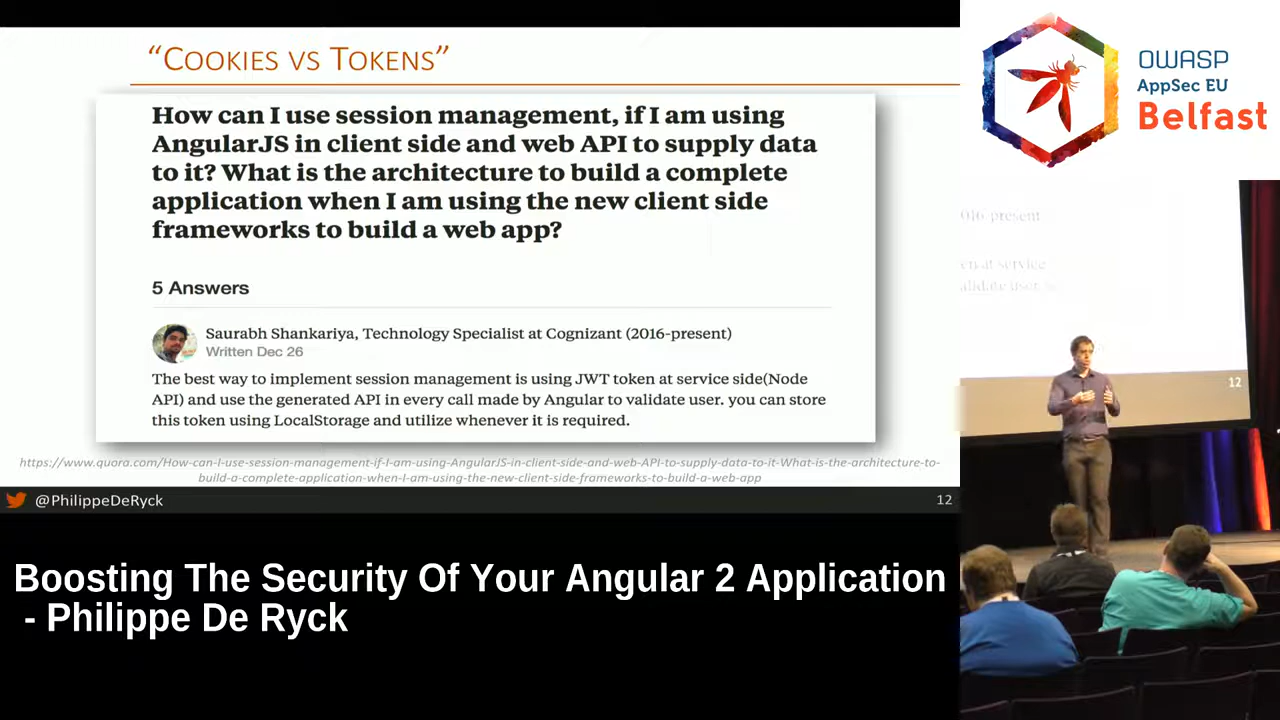 “COOKIES VS TOKENS”
How can I use session management, if I am using
AngularJS in client side and web API to supply data
to it? What is the architecture to build a complete
application when I am using the new client side
frameworks to build a web app?
5 Answers
Saurabh Shankariya, Technology Specialist at Cognizant (2016-present)
Written Dec 26
The best way to implement session management is using JWT token at service side(Node
API) and use the generated API in every call made by Angular to validate user. you can store
this token using LocalStorage and utilize whenever it is required.
https://www.quora.com/How-can-I-use-session-management-if-I-am-using-AngularJS-in-client-side-and-web-API-to-supply-data-to-it-What-is-the-architecture-to-
build-a-complete-application-when-I-am-using-the-new-client-side-frameworks-to-build-a-web-app
@PhilippeDeRyck
12
Boosting The Security Of Your Angular 2 Application
- Philippe De Ryck
OWASP
AppSec EU
Belfast
016-present
en at service
alidate user.
12